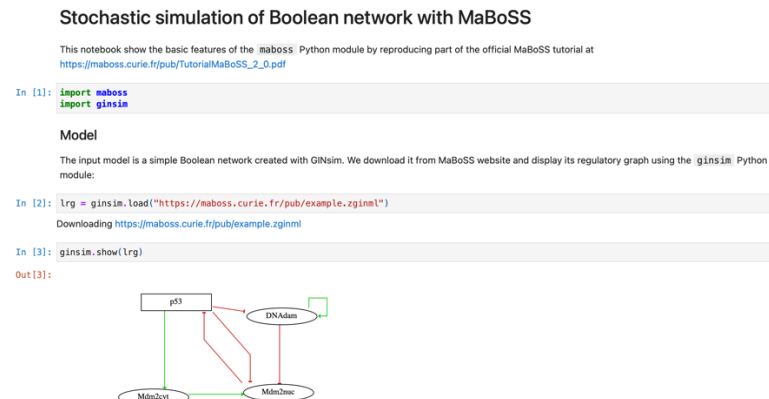 Stochastic simulation of Boolean network with MaBoSS
This notebook show the basic features of the maboss Python module by reproducing part of the official MaBoSS tutorial at
https://maboss.curie.fr/pub/TutorialMaBoSS_2_0.pdf
In [1]: import maboss
import ginsim
Model
The input model is a simple Boolean network created with GINsim. We download it from MaBoSS website and display its regulatory graph using the ginsim Python
module:
In [2]: lrg = ginsim.load("https://maboss.curie.fr/pub/example.zginml")
Downloading https://maboss.curie.fr/pub/example.zginml
In [3]: ginsim.show(lrg)
Out[3]:
p53
DNAdam
Mdm2cyt
Mdm2nuc